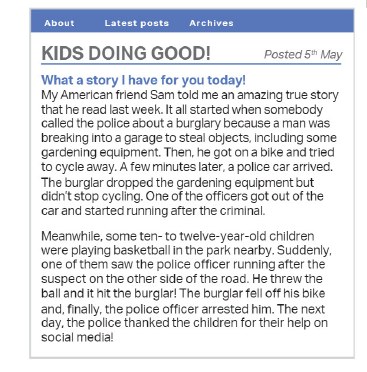 About Latest posts Archives
KIDS DOING GOOD! Posted 5th May
What a story I have for you today!
My American friend Sam told me an amazing true story
that he read last week. It all started when somebody
called the police about a burglary because a man was
breaking into a garage to steal objects, including some
gardening equipment. Then, he got on a bike and tried
to cycle away. A few minutes later, a police car arrived.
The burglar dropped the gardening equipment but
didn't stop cycling. One of the officers got out of the
car and started running after the criminal.
Meanwhile, some ten- to twelve-year-old children
were playing basketball in the park nearby. Suddenly,
one of them saw the police officer running after the
suspect on the other side of the road. He threw the
ball and it hit the burglar! The burglar fell off his bike
and, finally, the police officer arrested him. The next
day, the police thanked the children for their help on
social media!